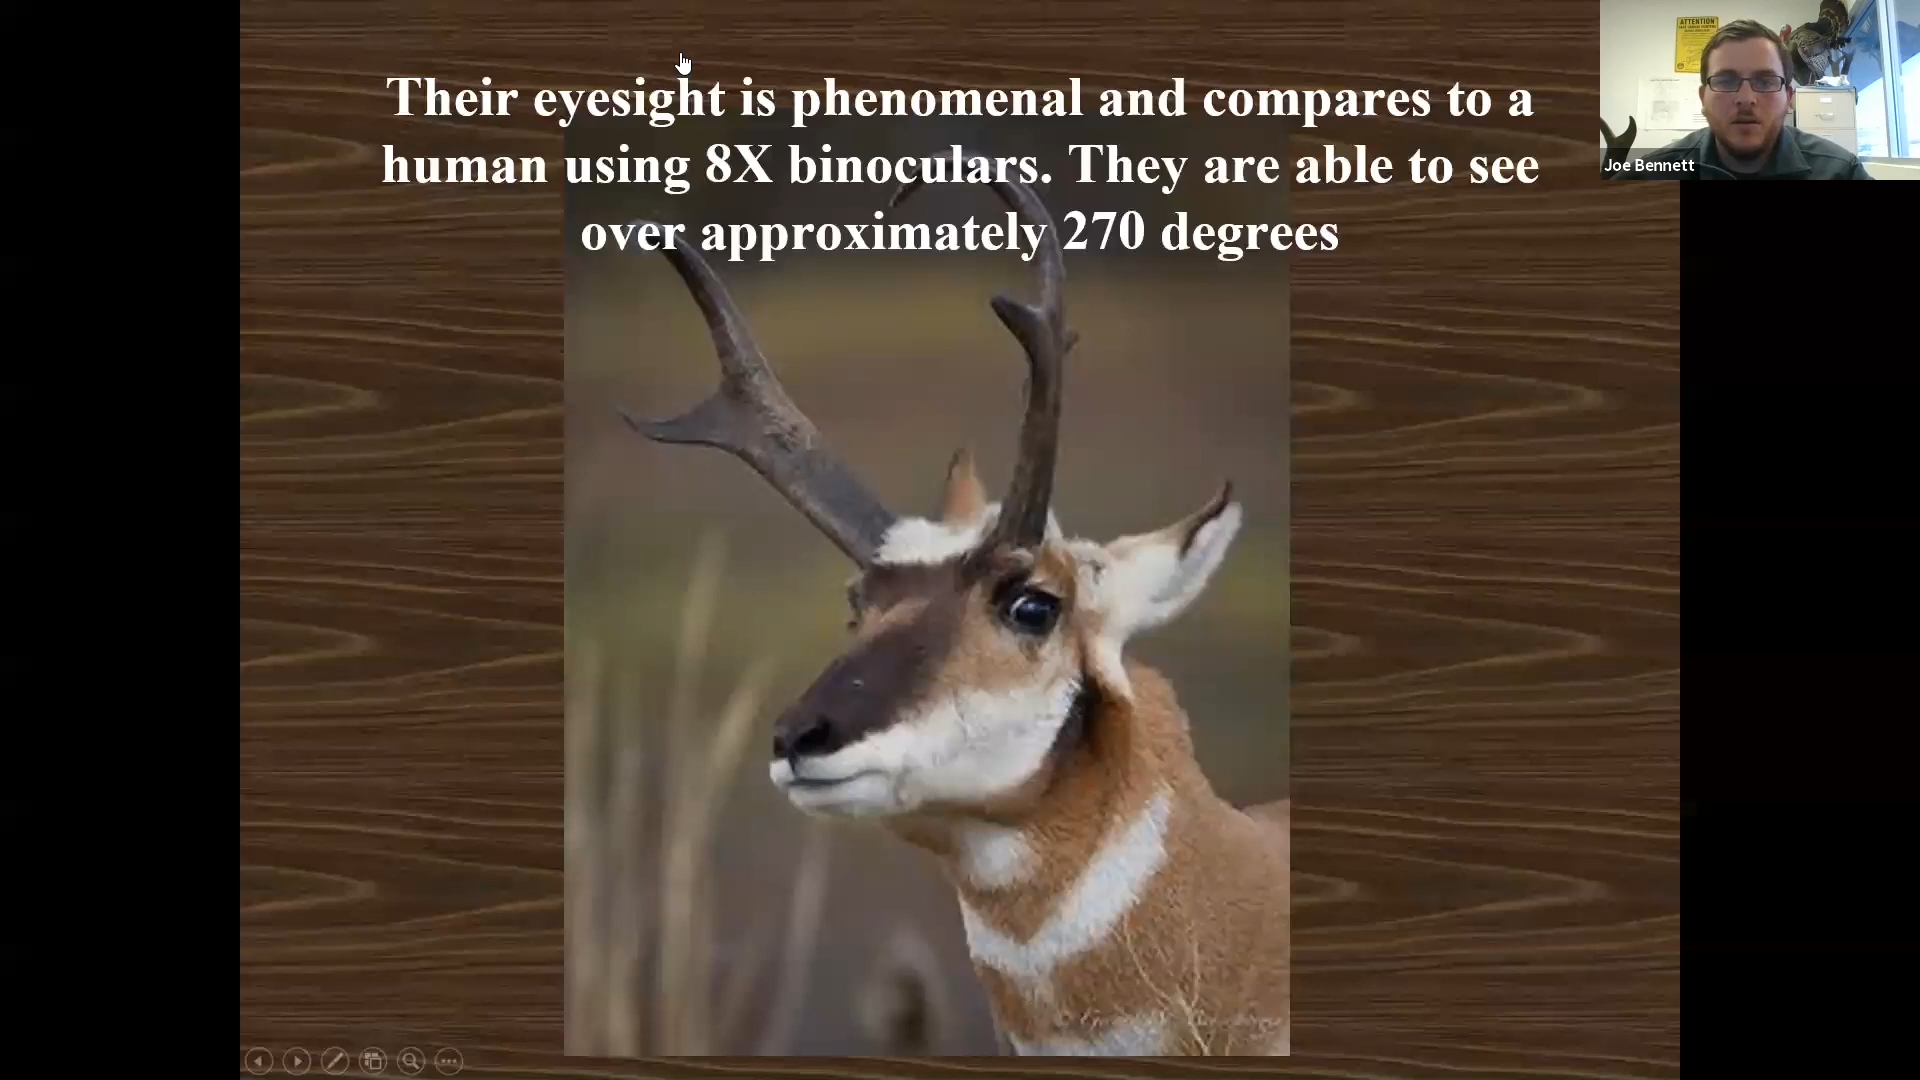 Their eyesight is phenomenal and compares to a
human using 8X binoculars. They are able to see
over approximately 270 degrees
ATTENTION
Joe Bennett